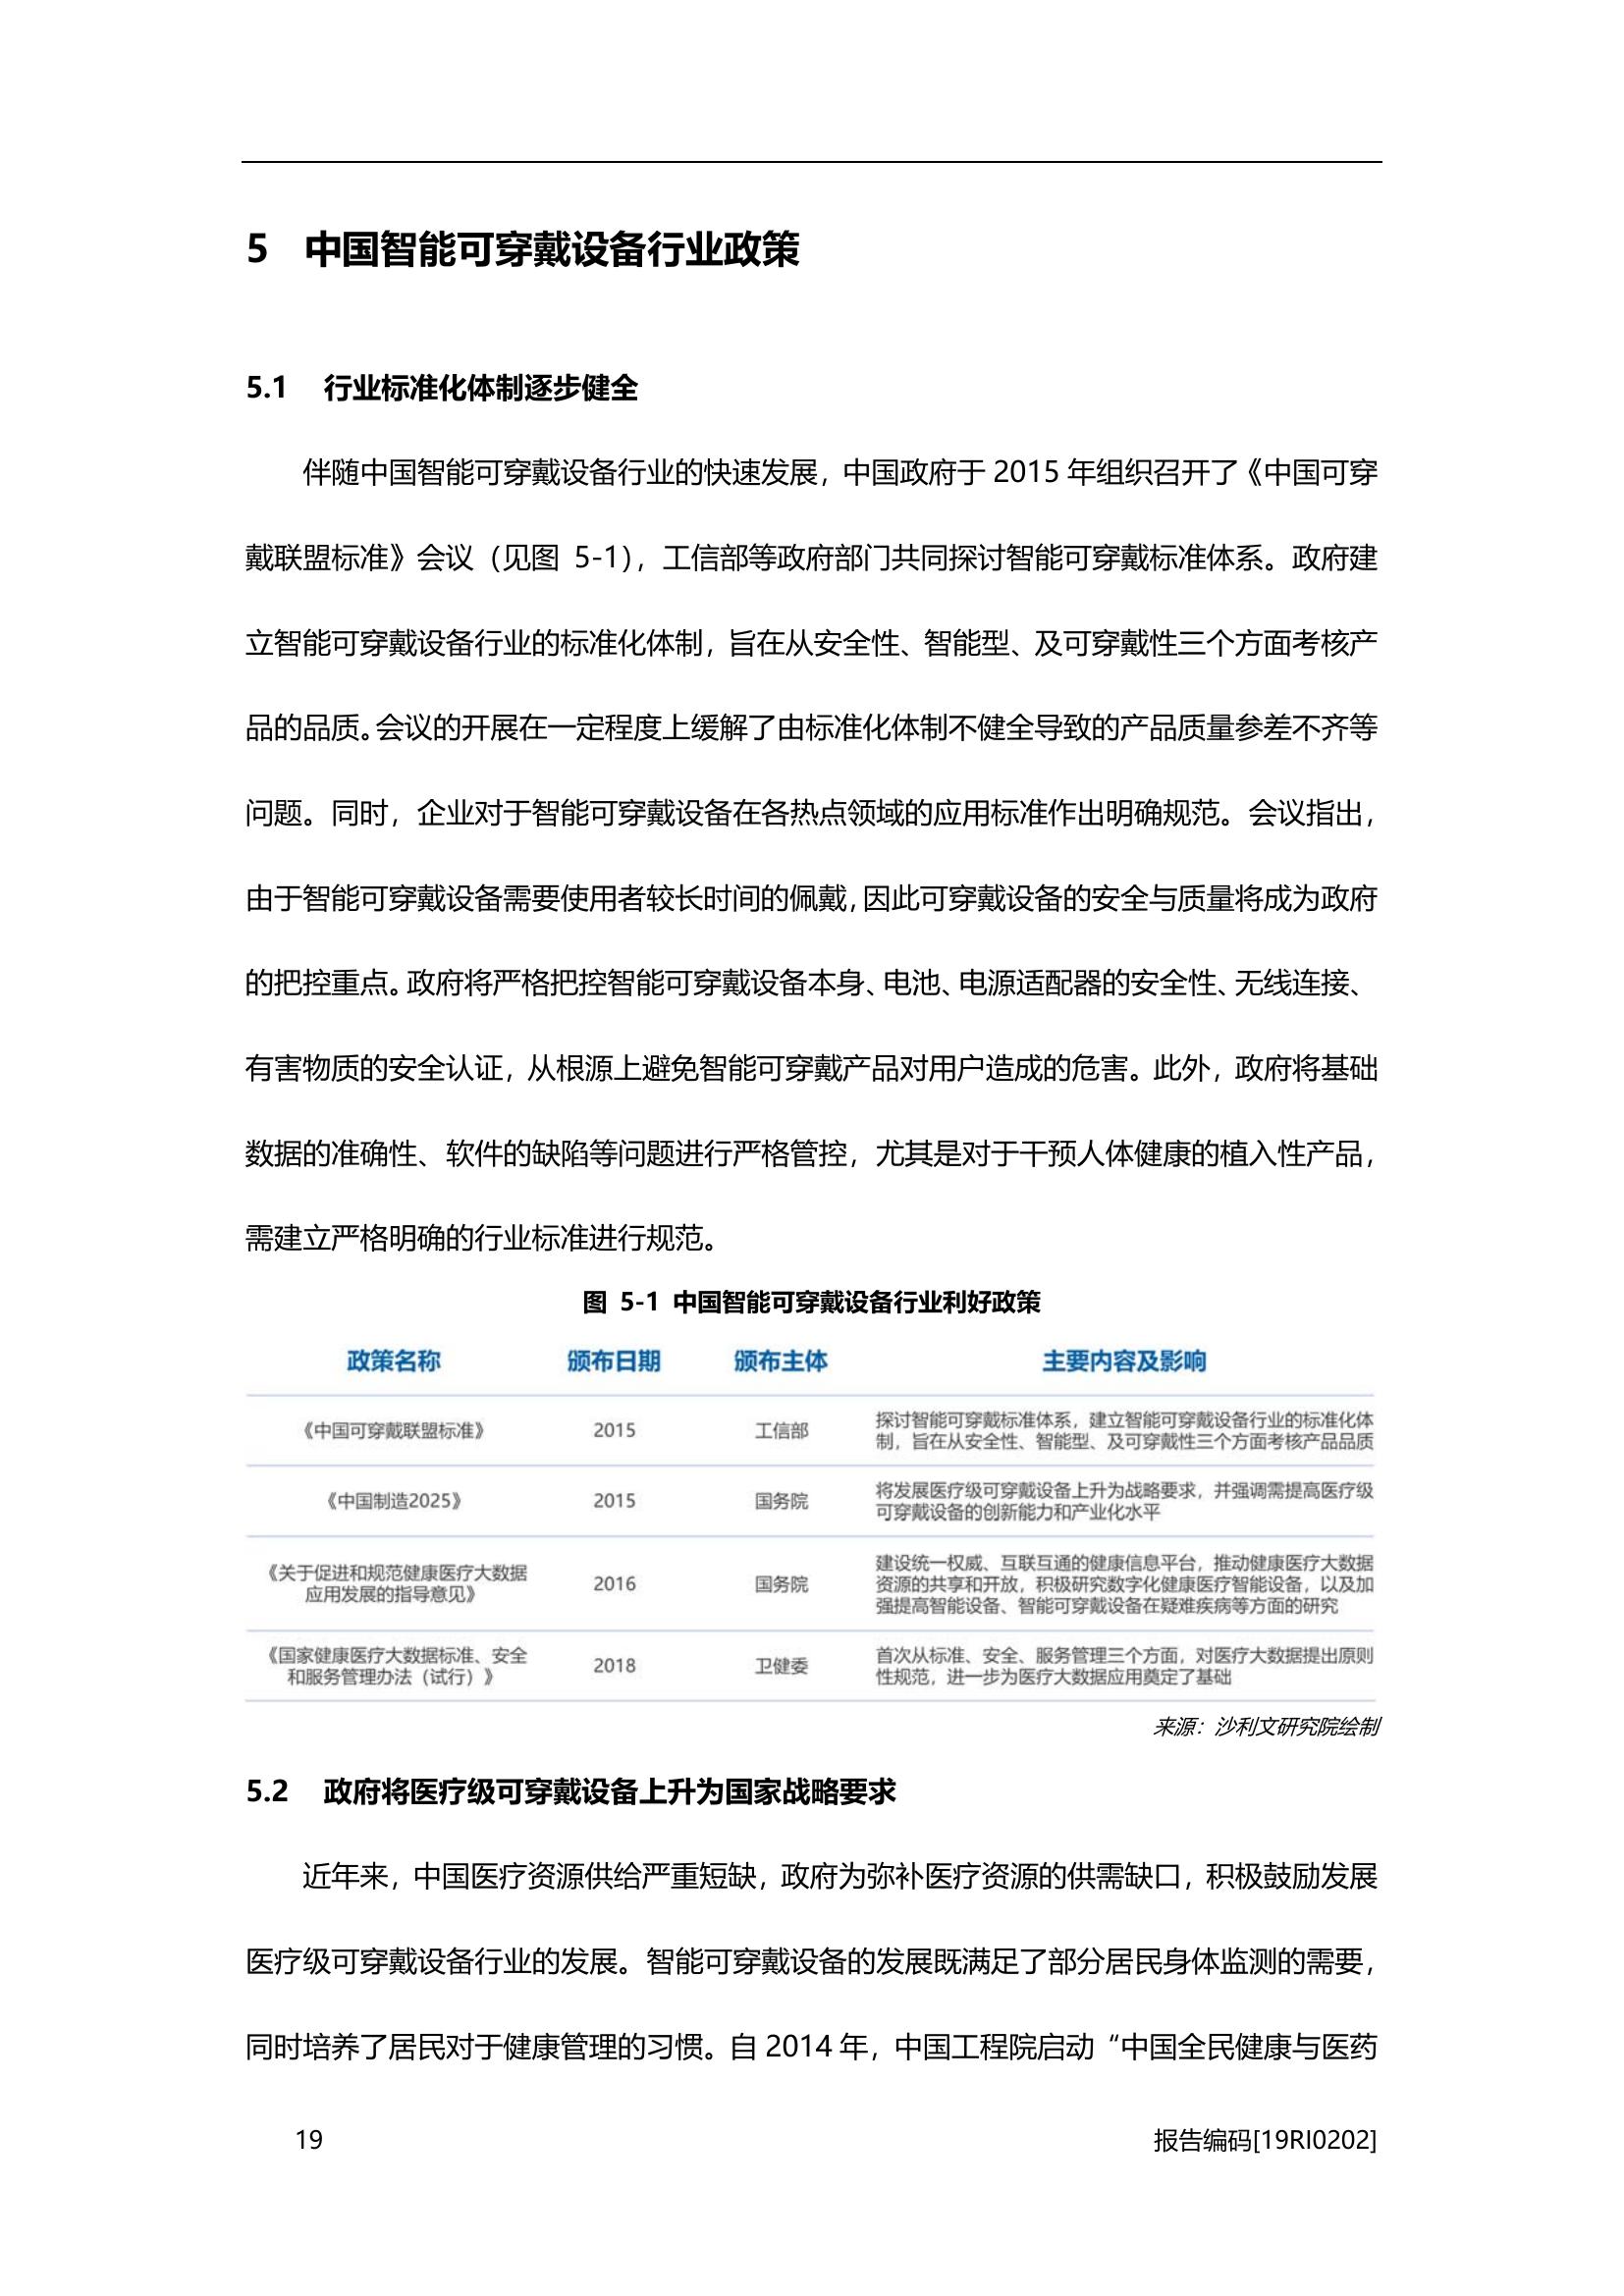 5 中国智能可穿戴设备行业政策
5.1 行业标准化体制逐步健全
伴随中国智能可穿戴设备行业的快速发展，中国政府于 2015 年组织召开了《中国可穿
戴联盟标准》会议（见图 5-1），工信部等政府部门共同探讨智能可穿戴标准体系。政府建
立智能可穿戴设备行业的标准化体制，旨在从安全性、智能型、及可穿戴性三个方面考核产
品的品质。会议的开展在一定程度上缓解了由标准化体制不健全导致的产品质量参差不齐等
问题。同时，企业对于智能可穿戴设备在各热点领域的应用标准作出明确规范。会议指出，
由于智能可穿戴设备需要使用者较长时间的佩戴，因此可穿戴设备的安全与质量将成为政府
的把控重点。政府将严格把控智能可穿戴设备本身、电池、电源适配器的安全性、无线连接、
有害物质的安全认证，从根源上避免智能可穿戴产品对用户造成的危害。此外，政府将基础
数据的准确性、软件的缺陷等问题进行严格管控，尤其是对于干预人体健康的植入性产品，
需建立严格明确的行业标准进行规范。
图 5-1 中国智能可穿戴设备行业利好政策
政策名称 颁布日期 颁布主体 主要内容及影响
《中国可穿戴联盟标准》 2015 工信部 探讨智能可穿戴标准体系，建立智能可穿戴设备行业的标准化体
制，旨在从安全性、智能型、及可穿戴性三个方面考核产品品质
《中国制造2025》 2015 国务院 将发展医疗级可穿戴设备上升为战略要求，并强调需提高医疗级
可穿戴设备的创新能力和产业化水平
《关于促进和规范健康医疗大数据
应用发展的指导意见》 2016 国务院 建设统一权威、互联互通的健康信息平台，推动健康医疗大数据
资源的共享和开放，积极研究数字化健康医疗智能设备，以及加
强提高智能设备、智能可穿戴设备在疑难疾病等方面的研究
《国家健康医疗大数据标准、安全
和服务管理办法（试行）》 2018 卫健委 首次从标准、安全、服务管理三个方面，对医疗大数据提出原则
性规范，进一步为医疗大数据应用奠定了基础
来源：沙利文研究院绘制
5.2 政府将医疗级可穿戴设备上升为国家战略要求
近年来，中国医疗资源供给严重短缺，政府为弥补医疗资源的供需缺口，积极鼓励发展
医疗级可穿戴设备行业的发展。智能可穿戴设备的发展既满足了部分居民身体监测的需要，
同时培养了居民对于健康管理的习惯。自 2014 年，中国工程院启动“中国全民健康与医药
19 报告编码[19RI0202]